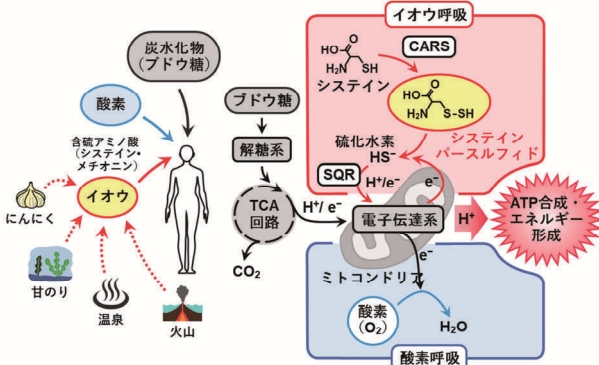 炭水化物
(ブドウ糖)
酸素
含硫アミノ酸
(システイン・
メチオニン)
イオウ
にんにく
甘のり
温泉
火山
ブドウ糖
解糖系
TCA
回路
CO₂
H⁺/ e⁻
イオウ呼吸
CARS
O
HO
SH
NH₂
システイン
O
HO
S-SH
NH₂
システイン
パースルフィド
硫化水素
HS⁻
SQR
H⁺/e⁻
e⁻
電子伝達系
H⁺
ATP合成・
エネルギー
形成
e⁻
ミトコンドリア
酸素
(O₂)
H₂O
酸素呼吸